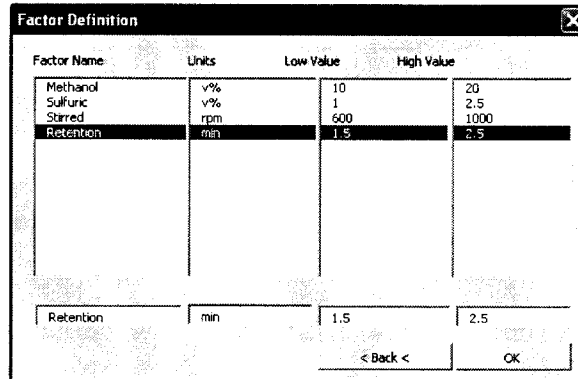 Factor Definition
Factor Name Units Low Value High Value
Methanol v% 10 20
Sulfuric v% 1 2.5
Stirred rpm 600 1000
Retention min 1.5 2.5
Retention min 1.5 2.5
< Back < OK